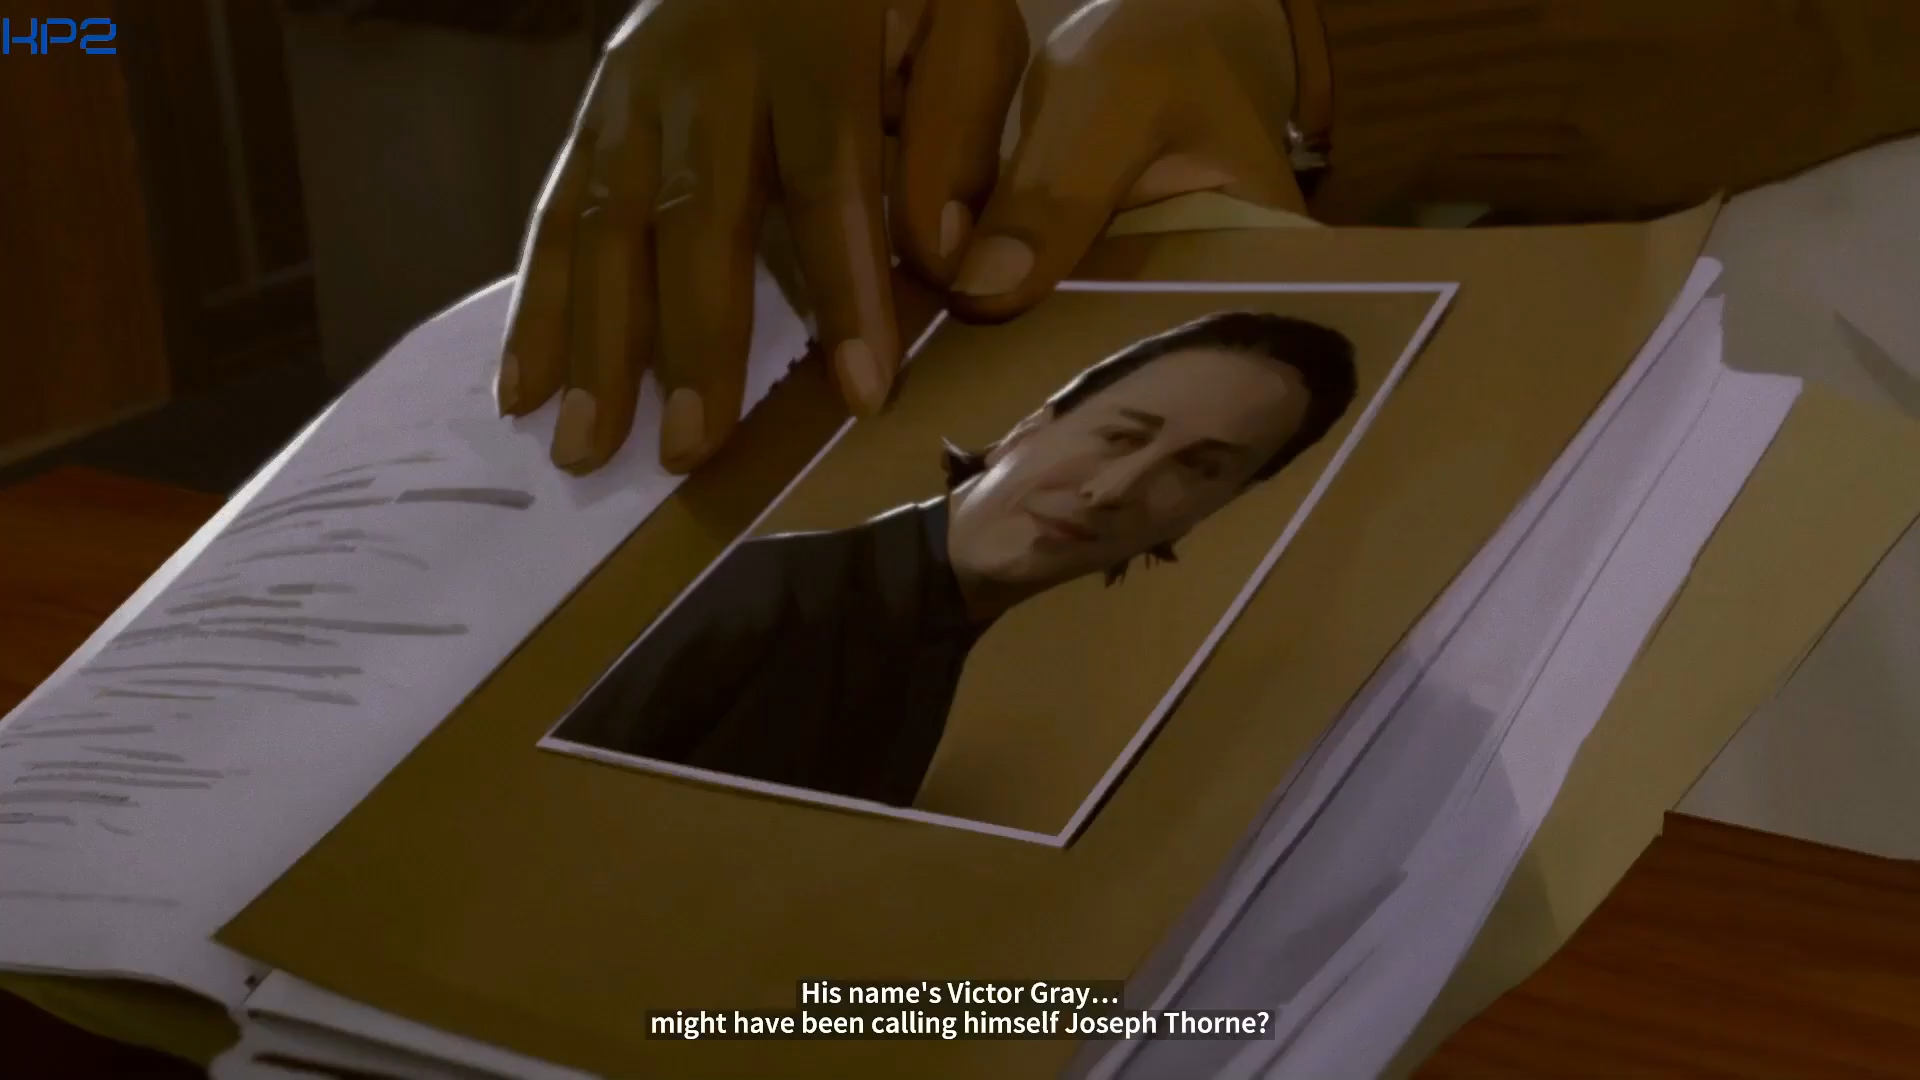 KP2
His name's Victor Gray...
might have been calling himself Joseph Thorne?